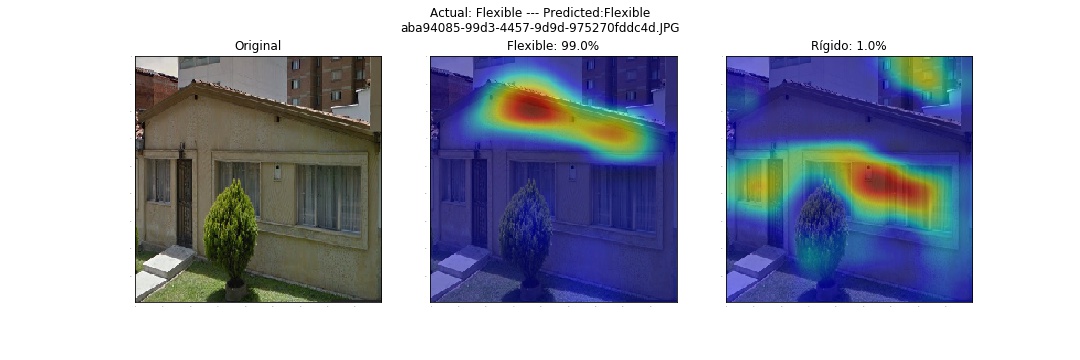 Actual: Flexible --- Predicted:Flexible
aba94085-99d3-4457-9d9d-975270fddc4d.JPG
Original
Flexible: 99.0%
Rígido: 1.0%